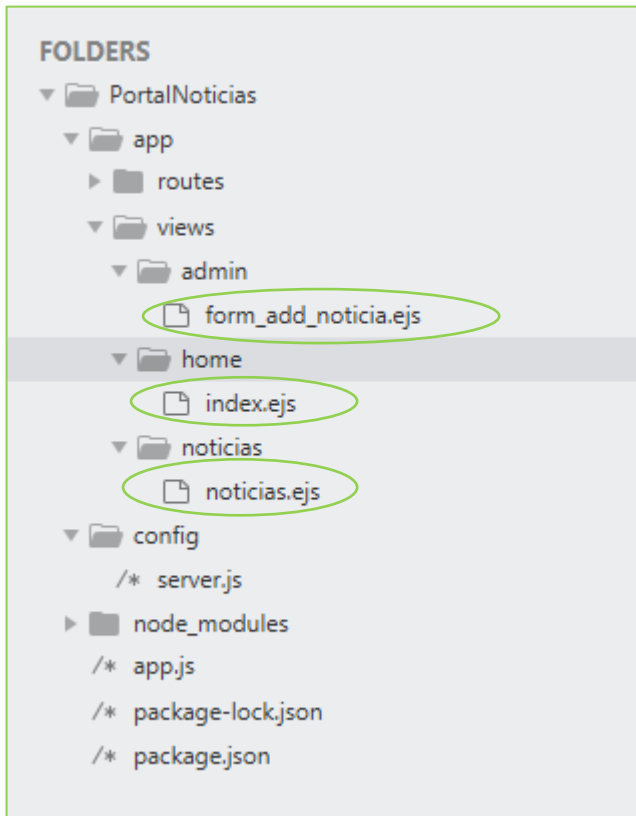 FOLDERS
PortalNoticias
app
routes
views
admin
form_add_noticia.ejs
home
index.ejs
noticias
noticias.ejs
config
/* server.js
node_modules
/* app.js
/* package-lock.json
/* package.json